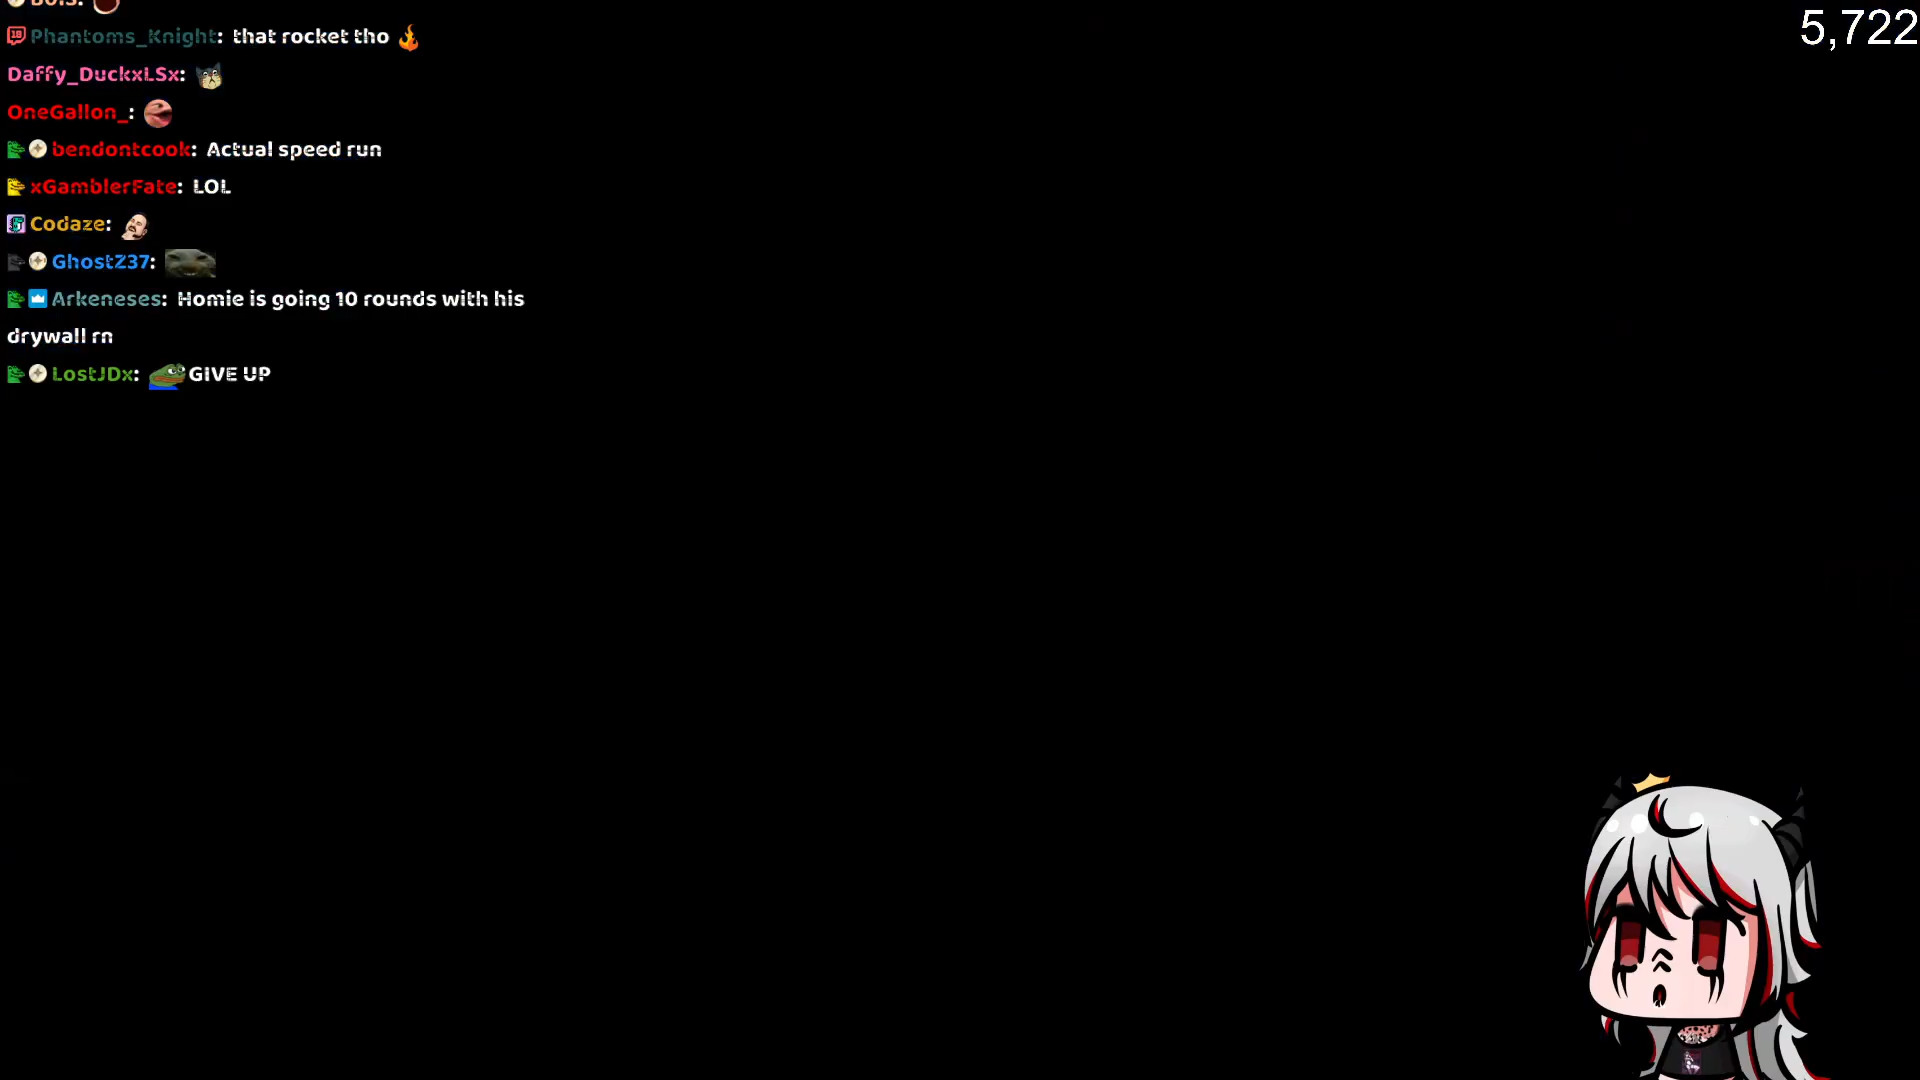 5,722
Phantoms_Knight: that rocket tho
Daffy_DuckxLSx:
OneGallon_:
bendontcook: Actual speed run
xGamblerFate: LOL
Codaze:
GhostZ37:
Arkeneses: Homie is going 10 rounds with his
drywall rn
LostJDx: GIVE UP